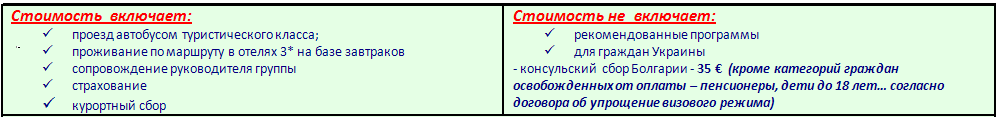 Стоимость включает:
✓ проезд автобусом туристического класса;
✓ проживание по маршруту в отелях 3* на базе завтраков
✓ сопровождение руководителя группы
✓ страхование
✓ курортный сбор
Стоимость не включает:
✓ рекомендованные программы
✓ для граждан Украины
- консульский сбор Болгарии - 35 € (кроме категорий граждан
освобожденных от оплаты – пенсионеры, дети до 18 лет... согласно
договора об упрощение визового режима)